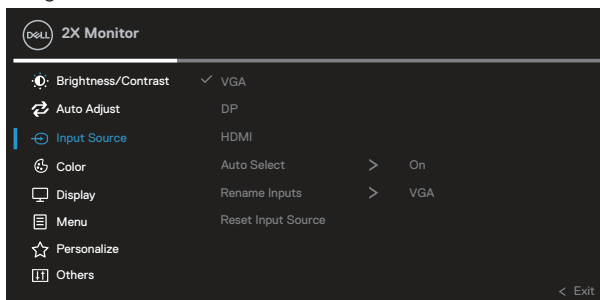 DELL 2X Monitor
Brightness/Contrast ✓ VGA
Auto Adjust DP
Input Source HDMI
Color Auto Select > On
Display Rename Inputs > VGA
Menu Reset Input Source
Personalize
Others
< Exit